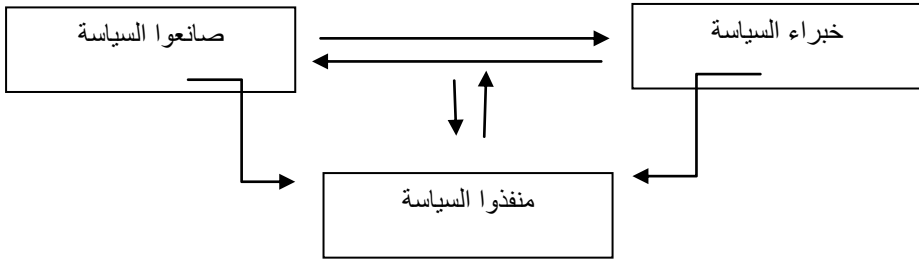 خبراء السياسة
صانعوا السياسة
منفذوا السياسة